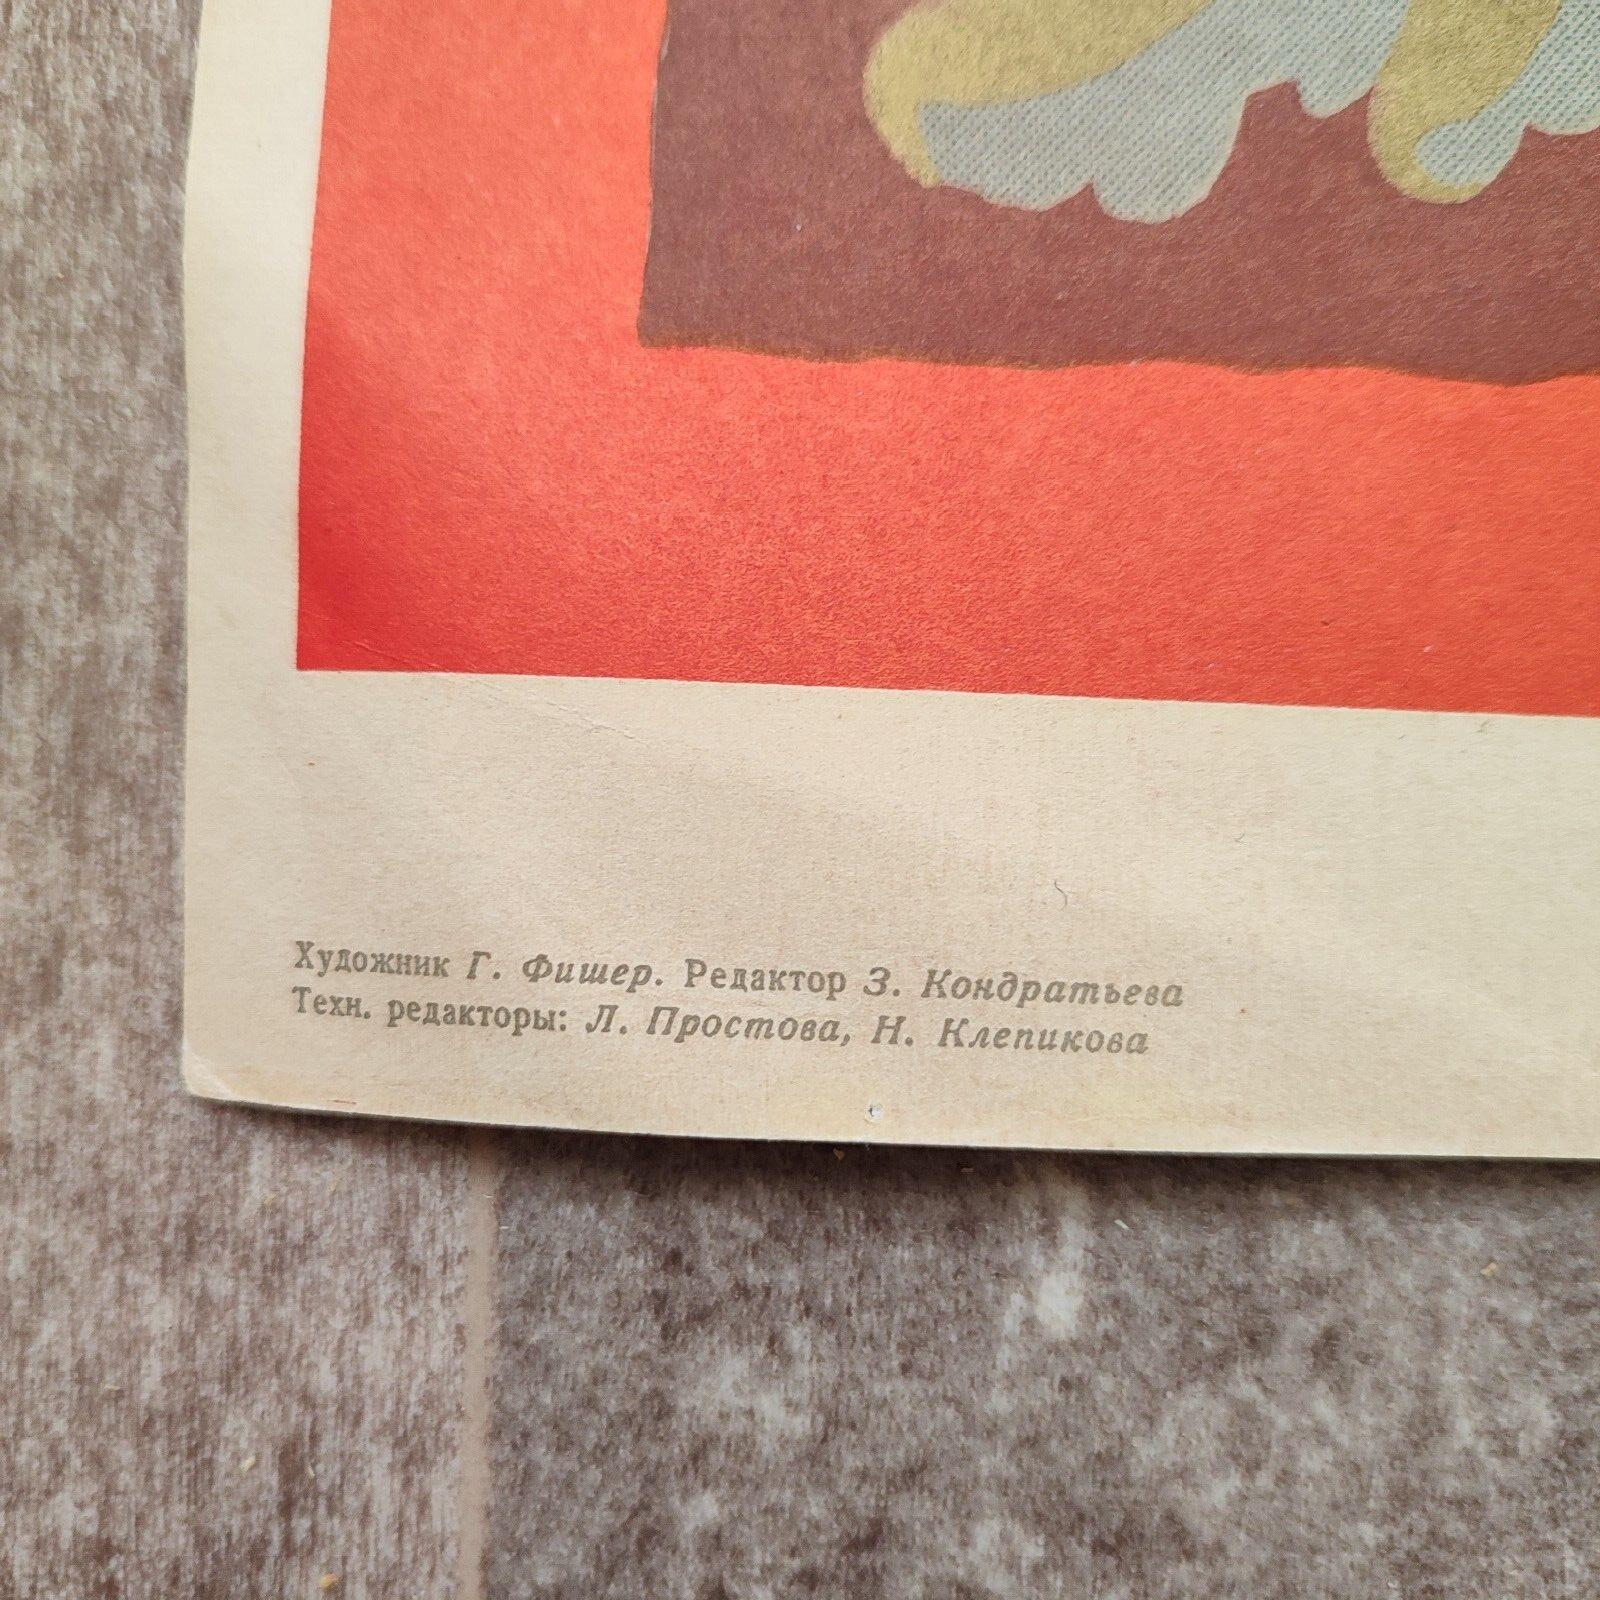 Художник Г. Фишер. Редактор З. Кондратьева
Техн. редакторы: Л. Простова, Н. Клепикова